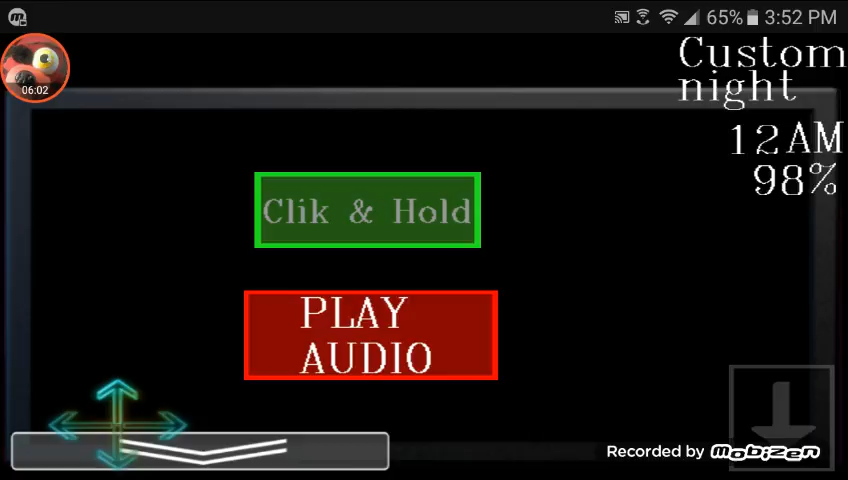 65% 3:52 PM
06:02
Custom
night
12AM
98%
Clik & Hold
PLAY
AUDIO
Recorded by Mobizen